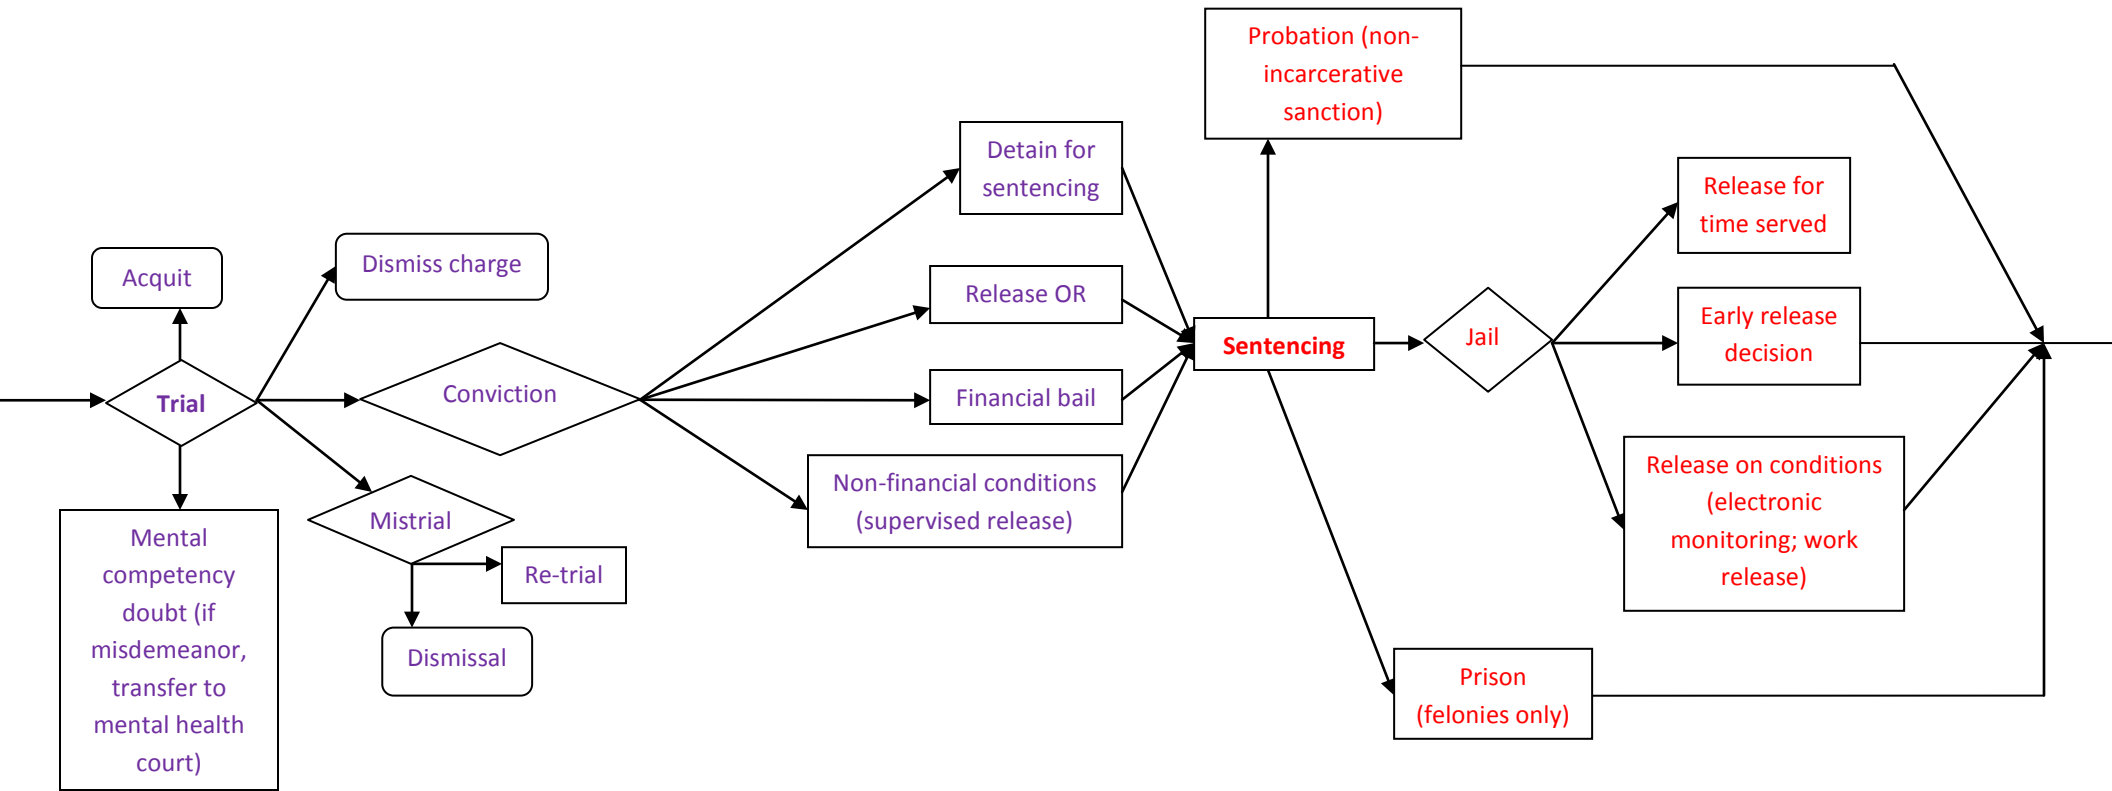 Acquit
Trial
Mental
competency
doubt (if
misdemeanor,
transfer to
mental health
court)
Dismiss charge
Conviction
Mistrial
Re-trial
Dismissal
Detain for
sentencing
Release OR
Financial bail
Non-financial conditions
(supervised release)
Sentencing
Probation (non-
incarcerative
sanction)
Jail
Release for
time served
Early release
decision
Release on conditions
(electronic
monitoring; work
release)
Prison
(felonies only)